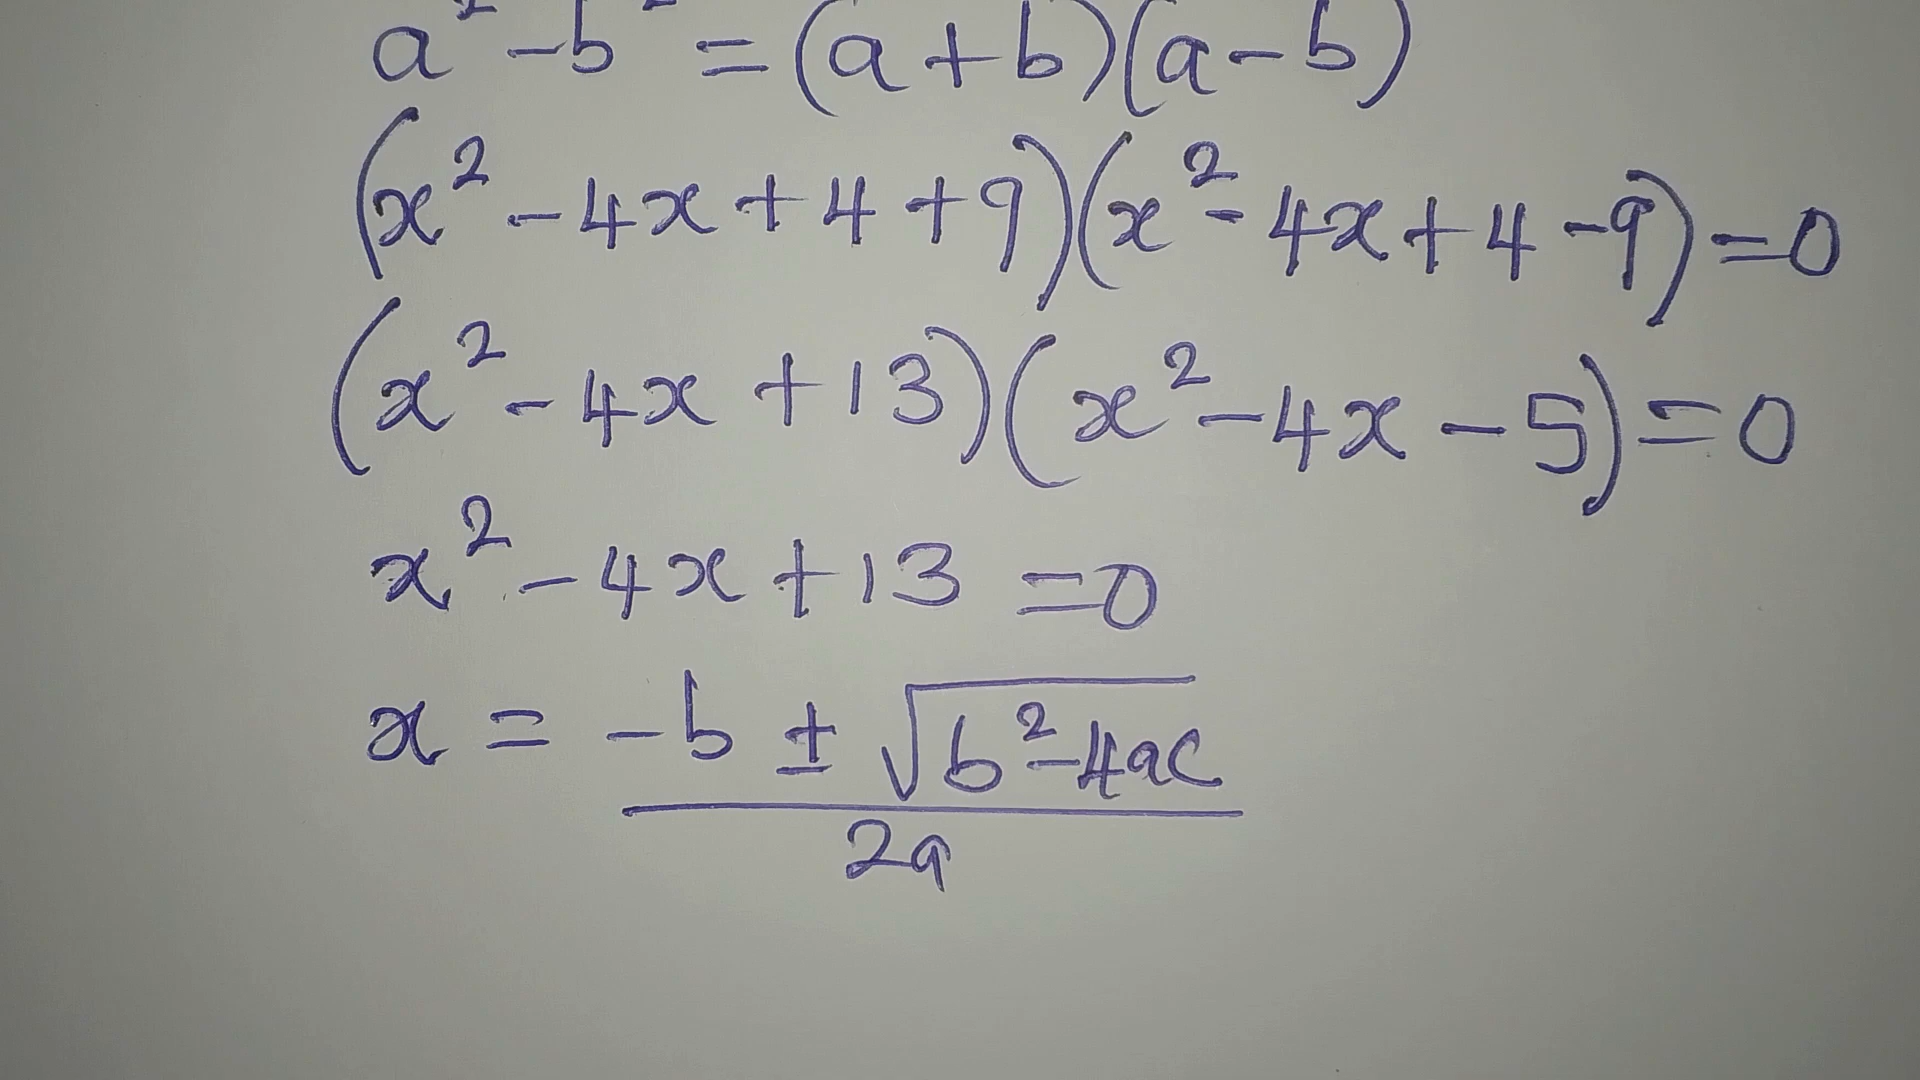 a² - b² = (a + b)(a - b)
(x² - 4x + 4 + 9)(x² - 4x + 4 - 9) = 0
(x² - 4x + 13)(x² - 4x - 5) = 0
x² - 4x + 13 = 0
x = -b ± √b² - 4ac
2a